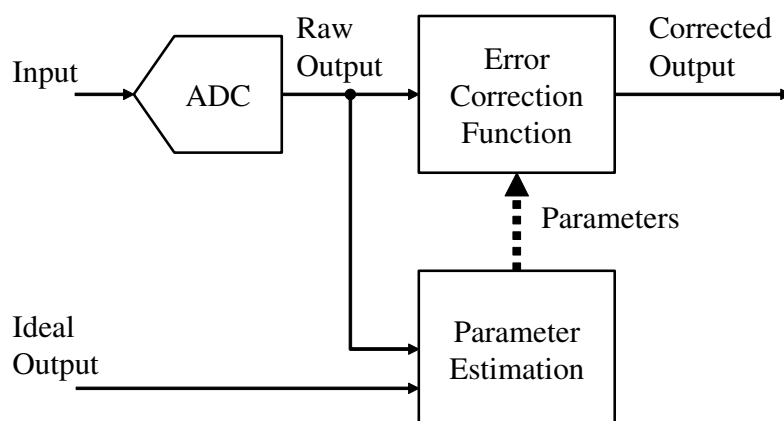 Input
ADC
Raw
Output
Error
Correction
Function
Corrected
Output
Parameters
Ideal
Output
Parameter
Estimation